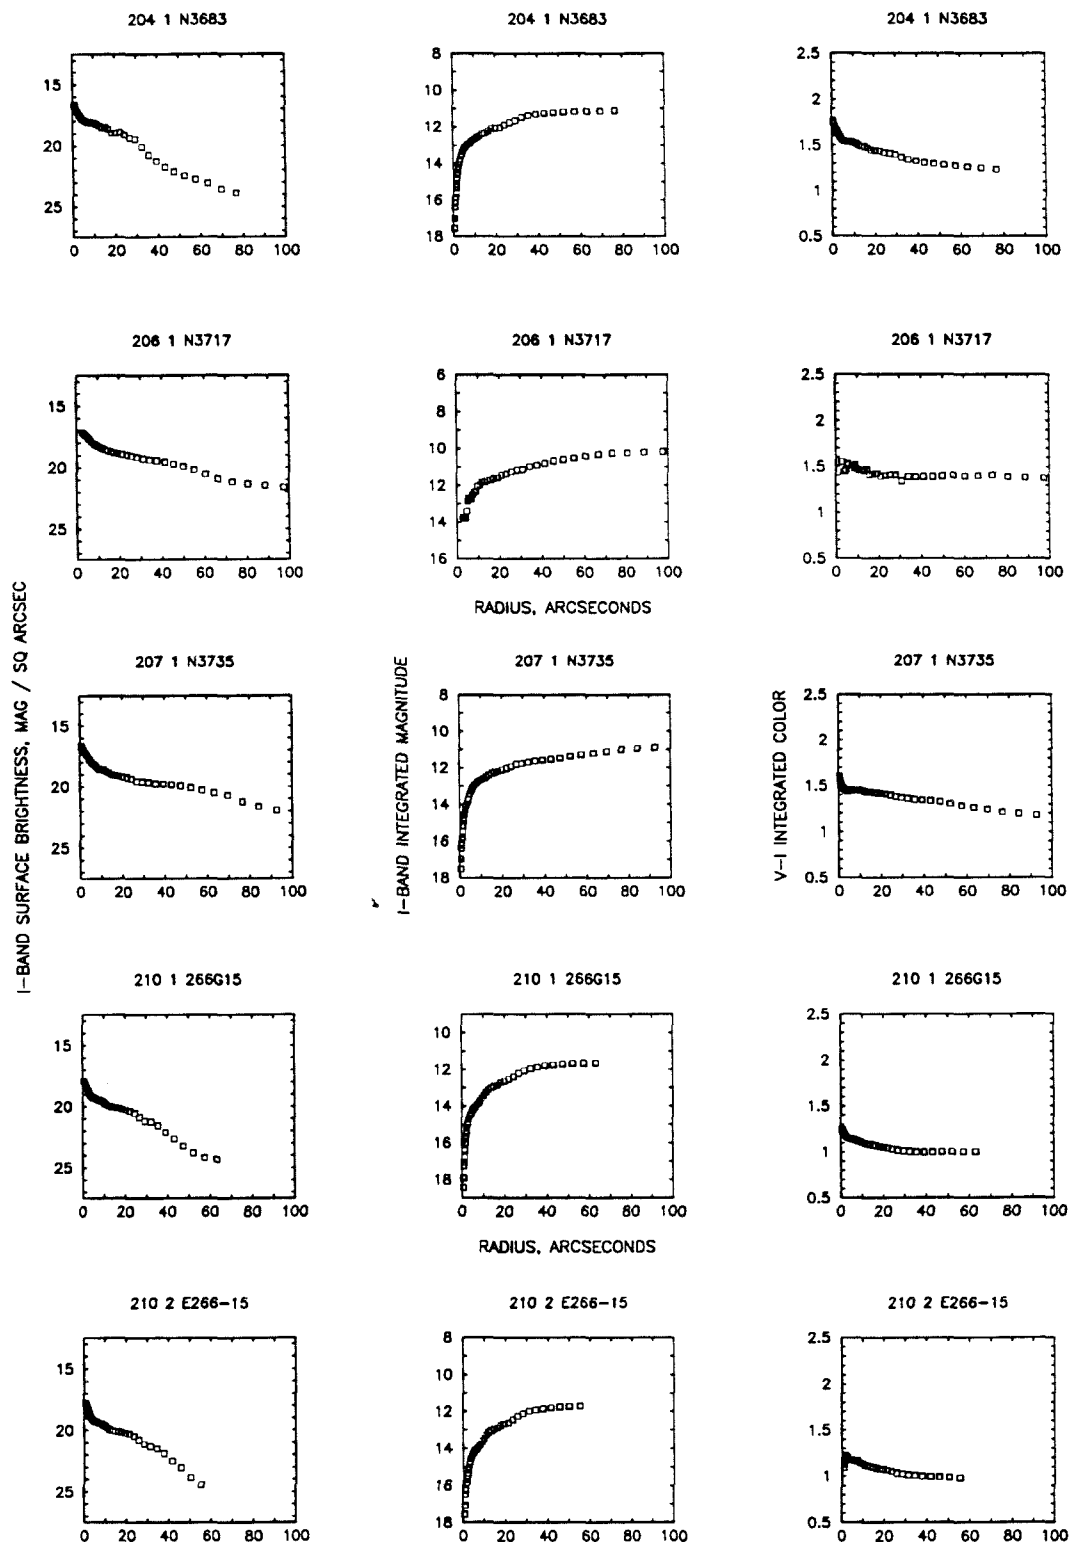 204 1 N3683
204 1 N3683
204 1 N3683
15
20
25
0 20 40 60 80 100
8
10
12
14
16
18
0 20 40 60 80 100
2.5
2
1.5
1
0.5
0 20 40 60 80 100
206 1 N3717
206 1 N3717
206 1 N3717
15
20
25
0 20 40 60 80 100
6
8
10
12
14
16
0 20 40 60 80 100
RADIUS, ARCSECONDS
2.5
2
1.5
1
0.5
0 20 40 60 80 100
I-BAND SURFACE BRIGHTNESS, MAG / SQ ARCSEC
I-BAND INTEGRATED MAGNITUDE
V-I INTEGRATED COLOR
207 1 N3735
207 1 N3735
207 1 N3735
15
20
25
0 20 40 60 80 100
8
10
12
14
16
18
0 20 40 60 80 100
2.5
2
1.5
1
0.5
0 20 40 60 80 100
210 1 266G15
210 1 266G15
210 1 266G15
15
20
25
0 20 40 60 80 100
10
12
14
16
18
0 20 40 60 80 100
RADIUS, ARCSECONDS
2.5
2
1.5
1
0.5
0 20 40 60 80 100
210 2 E266-15
210 2 E266-15
210 2 E266-15
15
20
25
0 20 40 60 80 100
8
10
12
14
16
18
0 20 40 60 80 100
2.5
2
1.5
1
0.5
0 20 40 60 80 100